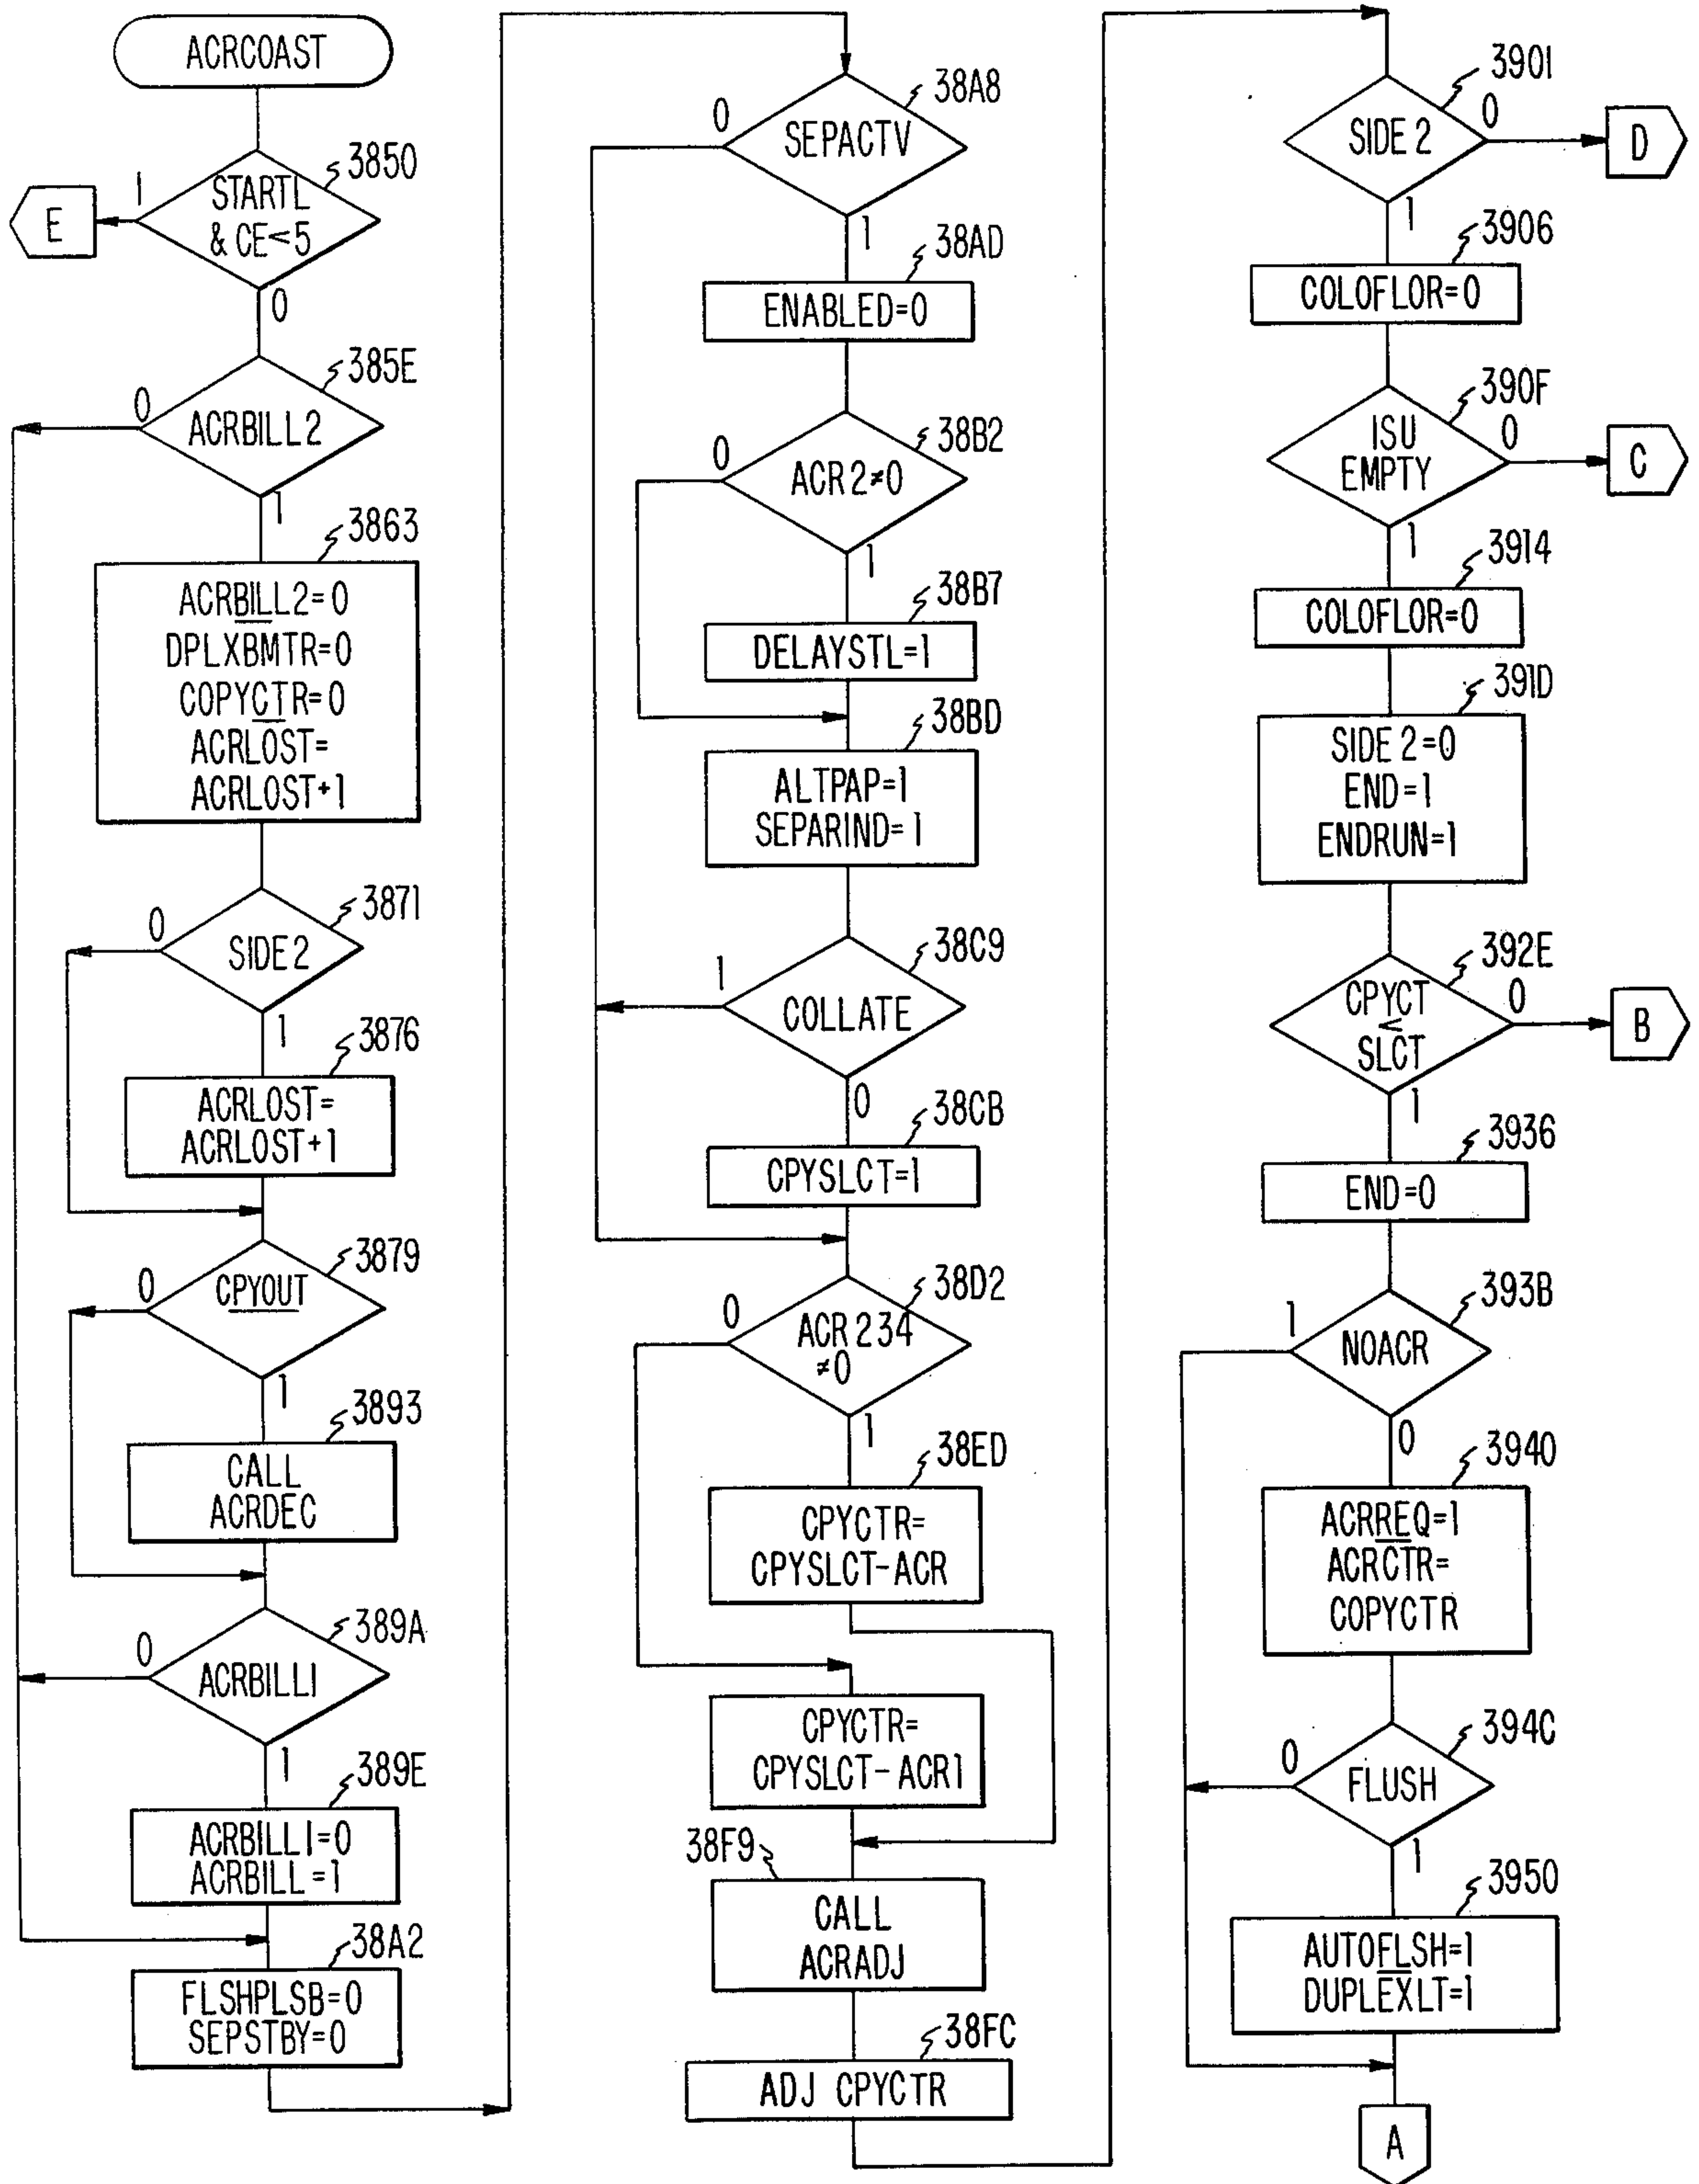 ACRCOAST
3850
1
STARTL
& CE<5
E
0
385E
0
ACRBILL2
1
3863
ACRBILL2=0
DPLXBMTR=0
COPYCTR=0
ACRLOST=
ACRLOST+1
3871
0
SIDE2
1
3876
ACRLOST=
ACRLOST+1
3879
0
CPYOUT
1
3893
CALL
ACRDEC
389A
0
ACRBILL1
1
389E
ACRBILL1=0
ACRBILL=1
38A2
FLSHPLSB=0
SEPSTBY=0
38A8
0
SEPACTV
1
38AD
ENABLED=0
38B2
0
ACR2≠0
1
38B7
DELAYSTL=1
38BD
ALTPAP=1
SEPARIND=1
38C9
1
COLLATE
0
38CB
CPYSLCT=1
38D2
0
ACR234
≠0
1
38ED
CPYCTR=
CPYSLCT-ACR
CPYCTR=
CPYSLCT-ACR1
38F9
CALL
ACRADJ
38FC
ADJ CPYCTR
3901
SIDE 2
0
D
1
3906
COLOFLOR=0
390F
ISU
EMPTY
0
C
1
3914
COLOFLOR=0
391D
SIDE 2=0
END=1
ENDRUN=1
392E
CPYCT
<
SLCT
0
B
1
3936
END=0
393B
1
NOACR
0
3940
ACRREQ=1
ACRCTR=
COPYCTR
394C
0
FLUSH
1
3950
AUTOFLSH=1
DUPLEXLT=1
A